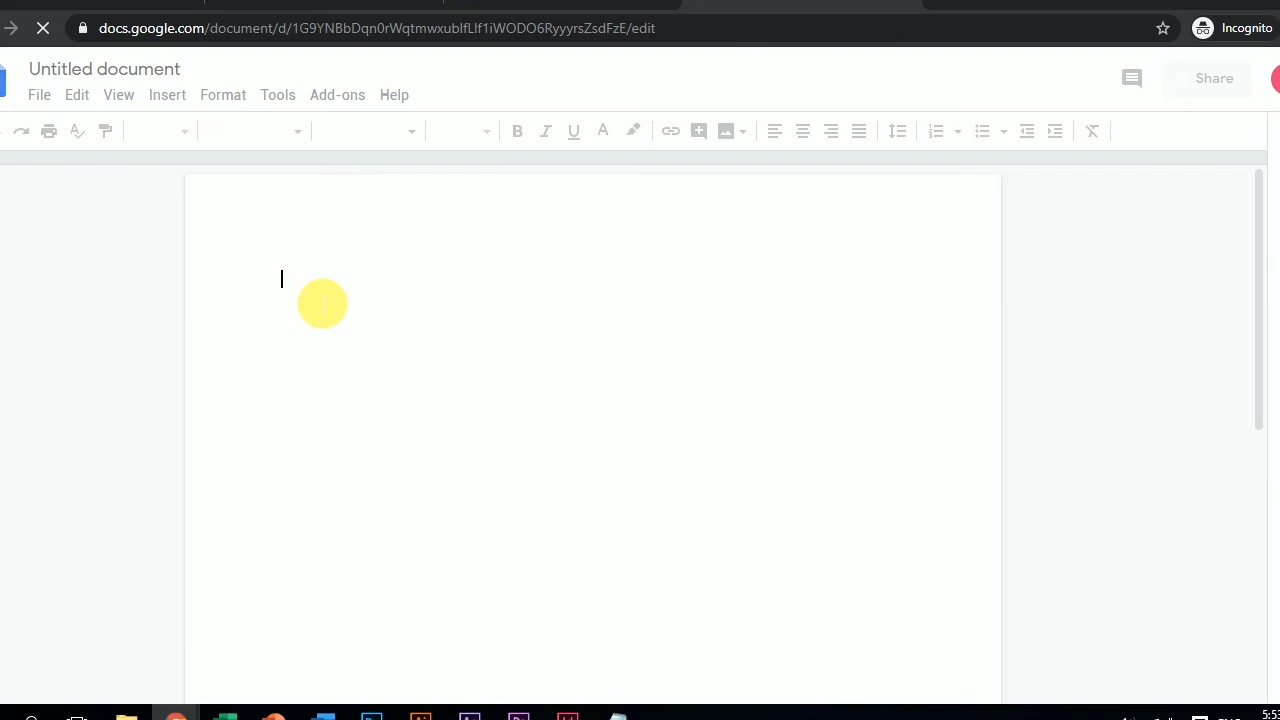 docs.google.com/document/d/1G9YNBbDqn0rWqtmwxublfLlf1iWODO6RyyyrsZsdFzE/edit
Incognito
Untitled document
Share
File Edit View Insert Format Tools Add-ons Help